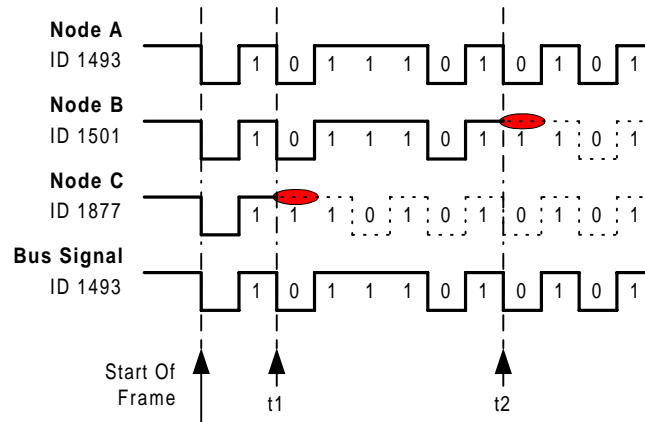 Node A
ID 1493
1 0 1 1 1 0 1 0 1 0 1
Node B
ID 1501
1 0 1 1 1 0 1 1 1 0 1
Node C
ID 1877
1 1 1 0 1 0 1 0 1 0 1
Bus Signal
ID 1493
1 0 1 1 1 0 1 0 1 0 1
Start Of
Frame
t1
t2